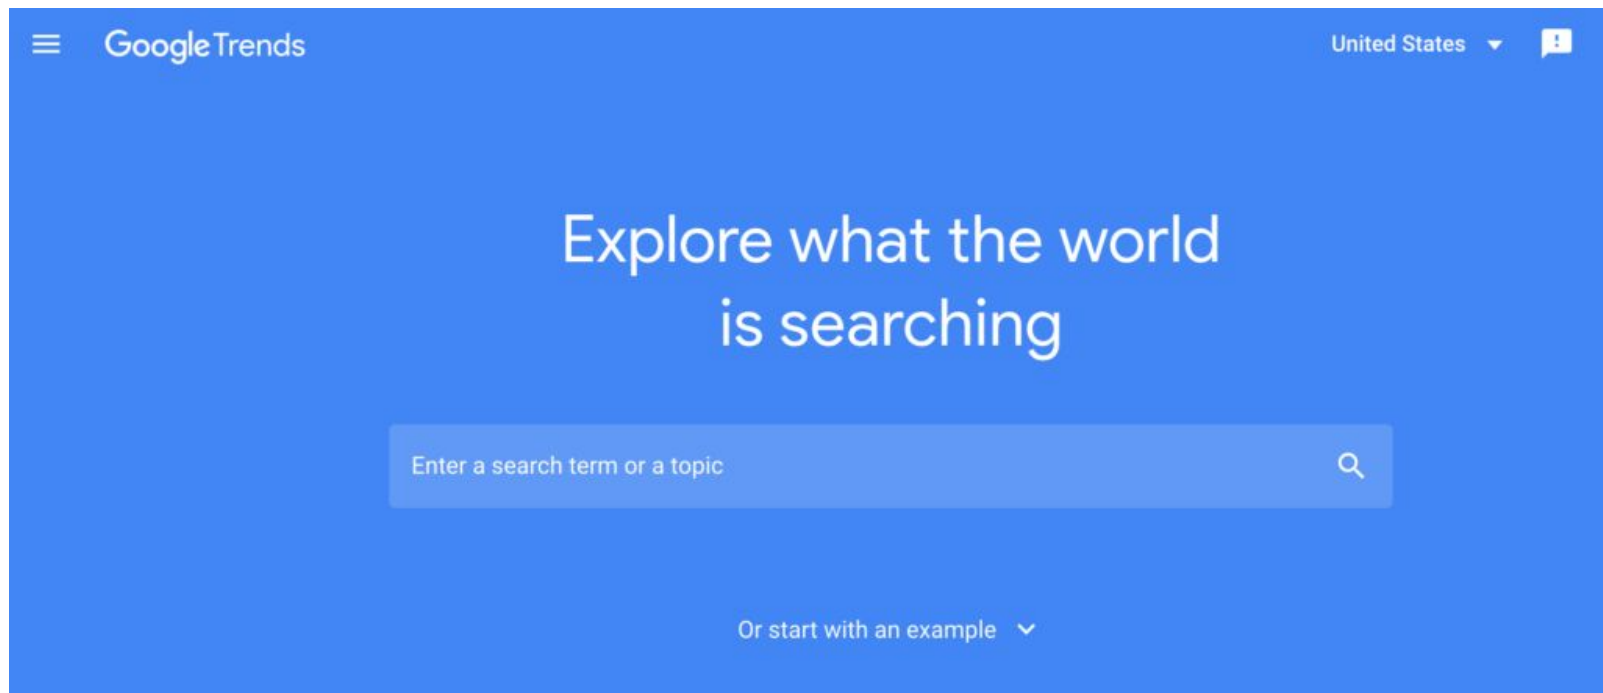 Google Trends
United States
Explore what the world
is searching
Enter a search term or a topic
Or start with an example